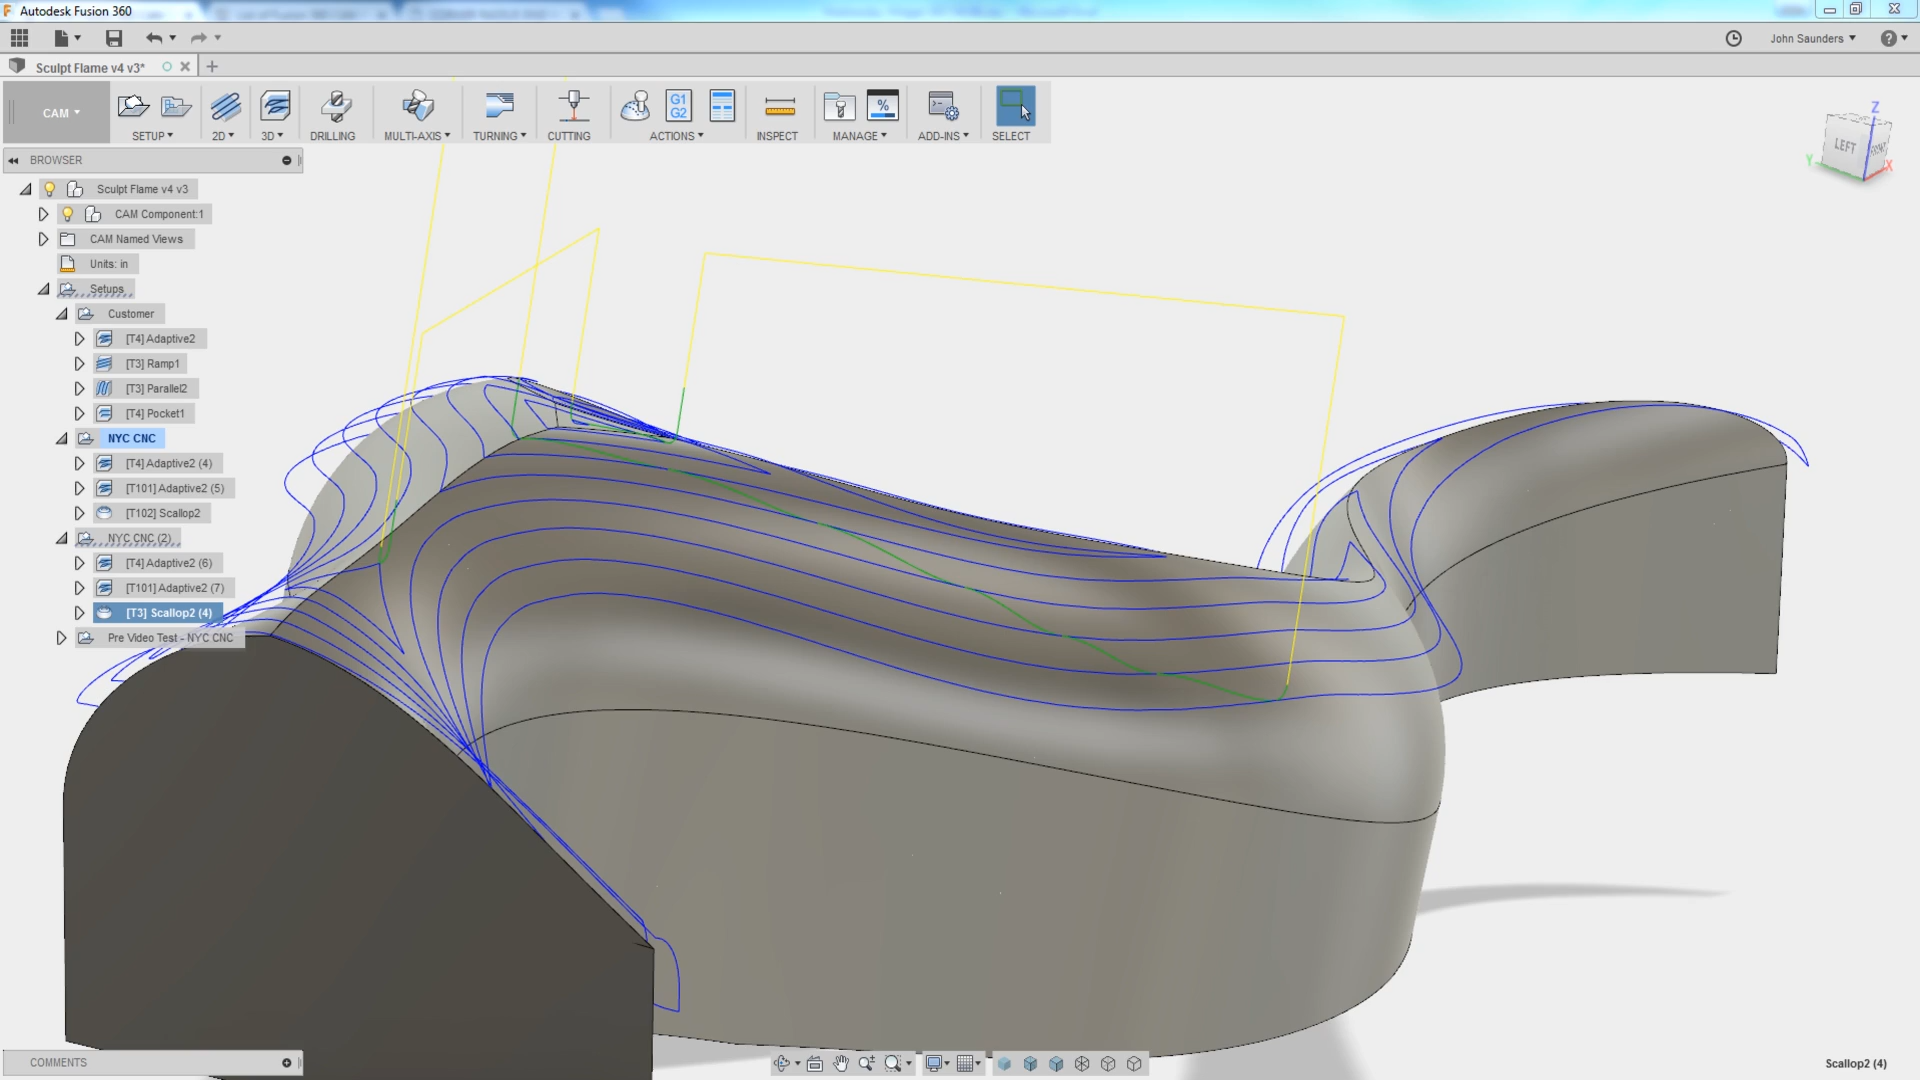 Autodesk Fusion 360
John Saunders
Sculpt Flame v4 v3*
CAM
G1
G2
%
SETUP
2D
3D
DRILLING
MULTI-AXIS
TURNING
CUTTING
ACTIONS
INSPECT
MANAGE
ADD-INS
SELECT
Z
LEFT
FRONT
Y
X
BROWSER
Sculpt Flame v4 v3
CAM Component:1
CAM Named Views
Units: in
Setups
Customer
[T4] Adaptive2
[T3] Ramp1
[T3] Parallel2
[T4] Pocket1
NYC CNC
[T4] Adaptive2 (4)
[T101] Adaptive2 (5)
[T102] Scallop2
NYC CNC (2)
[T4] Adaptive2 (6)
[T101] Adaptive2 (7)
[T3] Scallop2 (4)
Pre Video Test - NYC CNC
COMMENTS
Scallop2 (4)